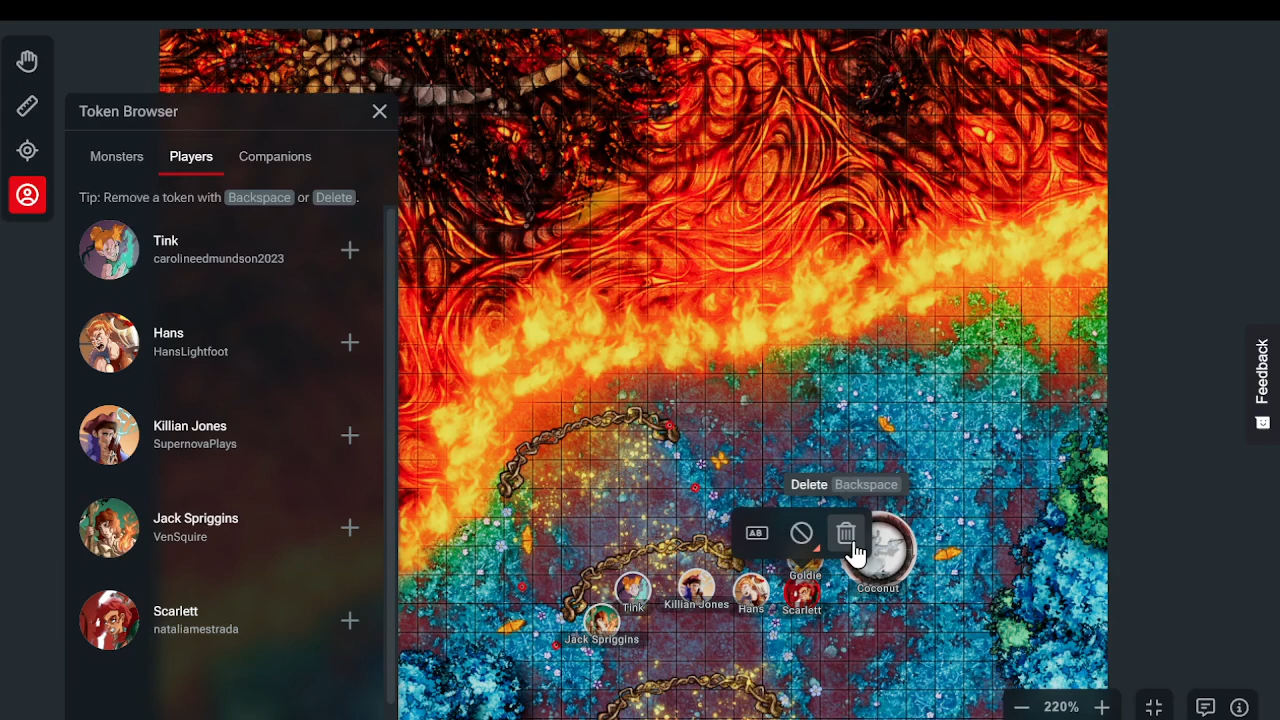 Token Browser
Monsters Players Companions
Tip: Remove a token with Backspace or Delete.
Tink
carolineedmundson2023
Hans
HansLightfoot
Killian Jones
SupernovaPlays
Jack Spriggins
VenSquire
Scarlett
nataliamestrada
Feedback
Delete Backspace
AB
Goldie
Coconut
Tink
Killian Jones
Hans
Scarlett
Jack Spriggins
220%